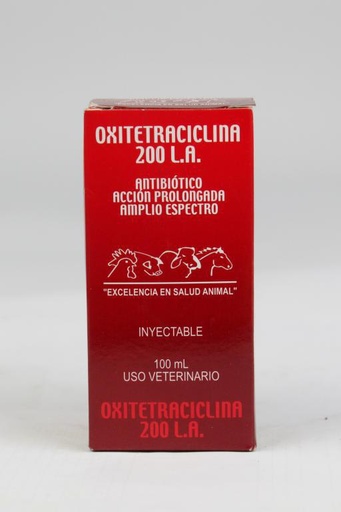 OXITETRACICLINA
200 L.A.
ANTIBIÓTICO
ACCIÓN PROLONGADA
AMPLIO ESPECTRO
"EXCELENCIA EN SALUD ANIMAL"
INYECTABLE
100 mL
USO VETERINARIO
OXITETRACICLINA
200 L.A.